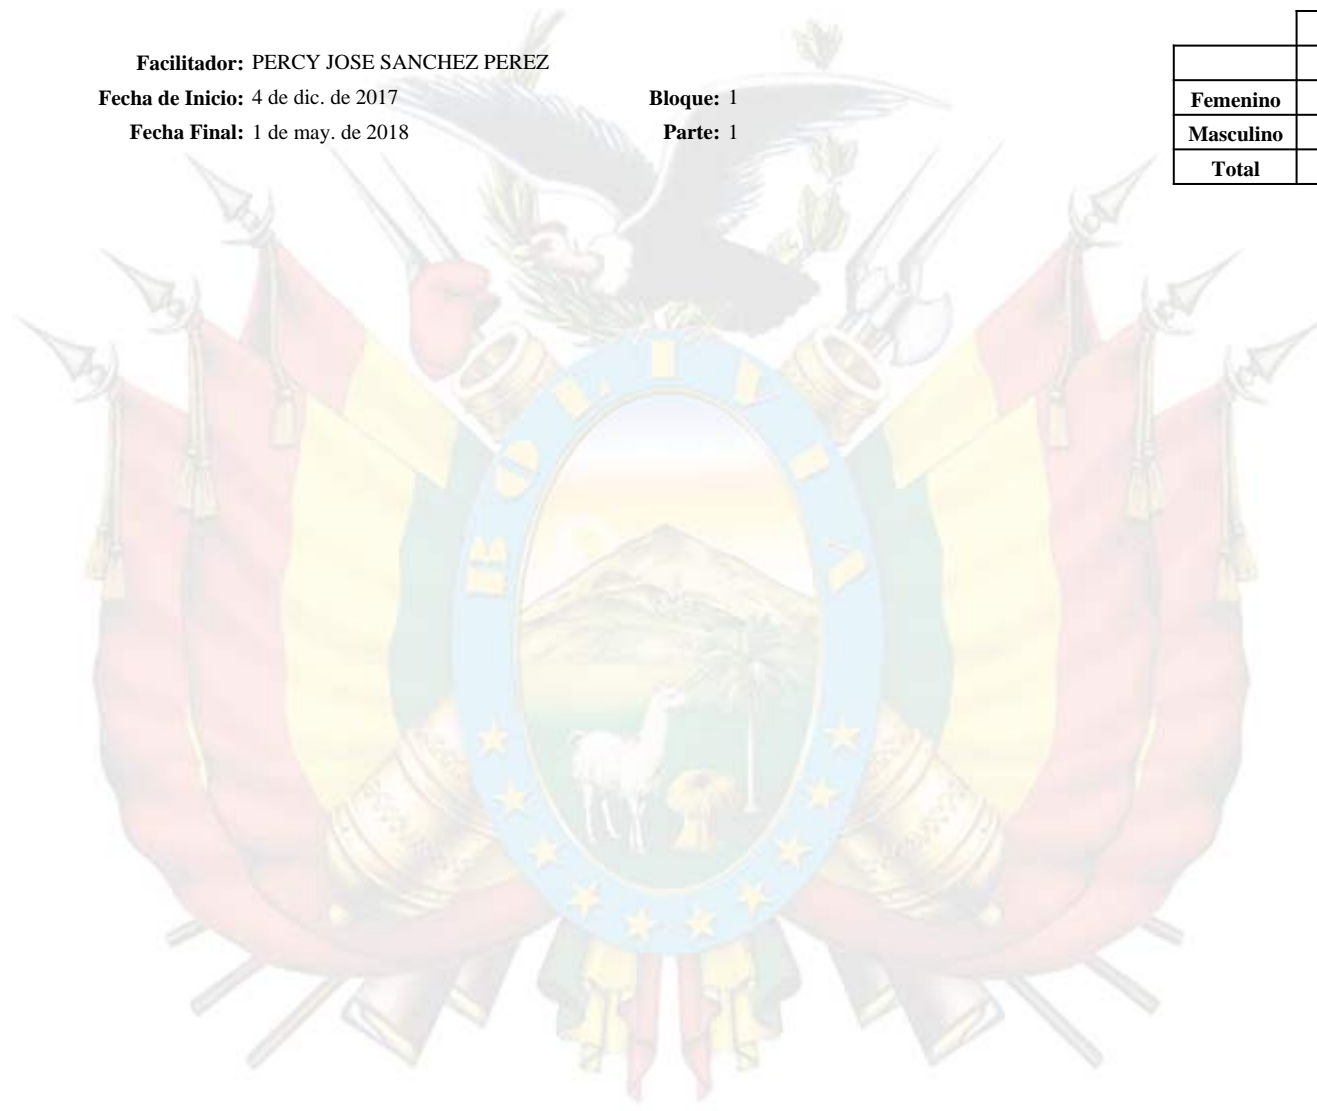 Facilitador: PERCY JOSE SANCHEZ PEREZ
Fecha de Inicio: 4 de dic. de 2017 Bloque: 1
Fecha Final: 1 de may. de 2018 Parte: 1
Femenino
Masculino
Total
BOLIVIA